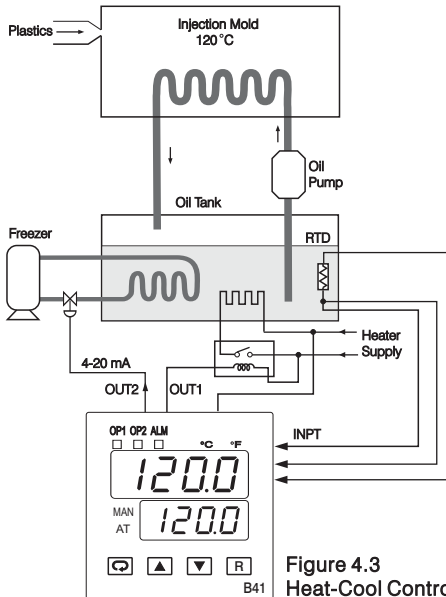 Injection Mold
120°C
Plastics
Oil
Pump
Oil Tank
Freezer
RTD
Heater
Supply
4-20 mA
OUT2
OUT1
INPT
OP1 OP2 ALM
°C °F
120.0
MAN
AT
120.0
R
B41
Figure 4.3
Heat-Cool Contro